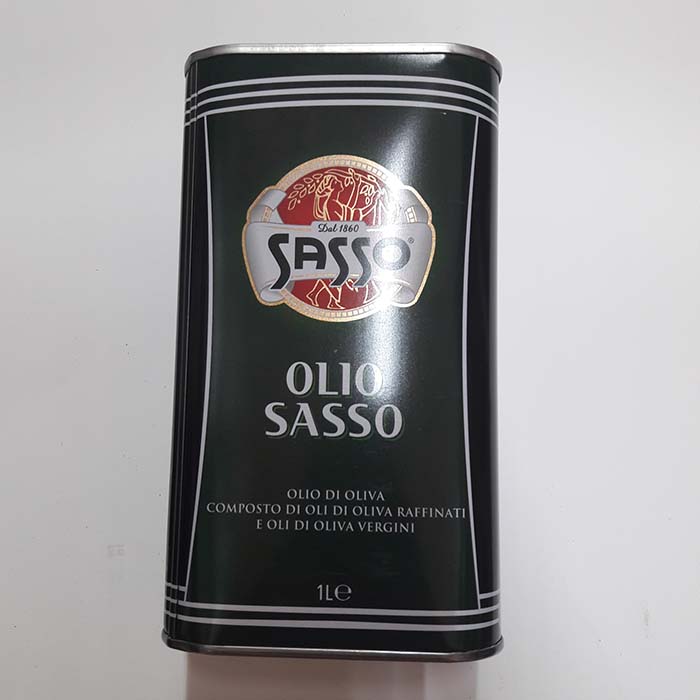 Dal 1860
SASSO®
OLIO
SASSO
OLIO DI OLIVA
COMPOSTO DI OLI DI OLIVA RAFFINATI
E OLI DI OLIVA VERGINI
1L℮